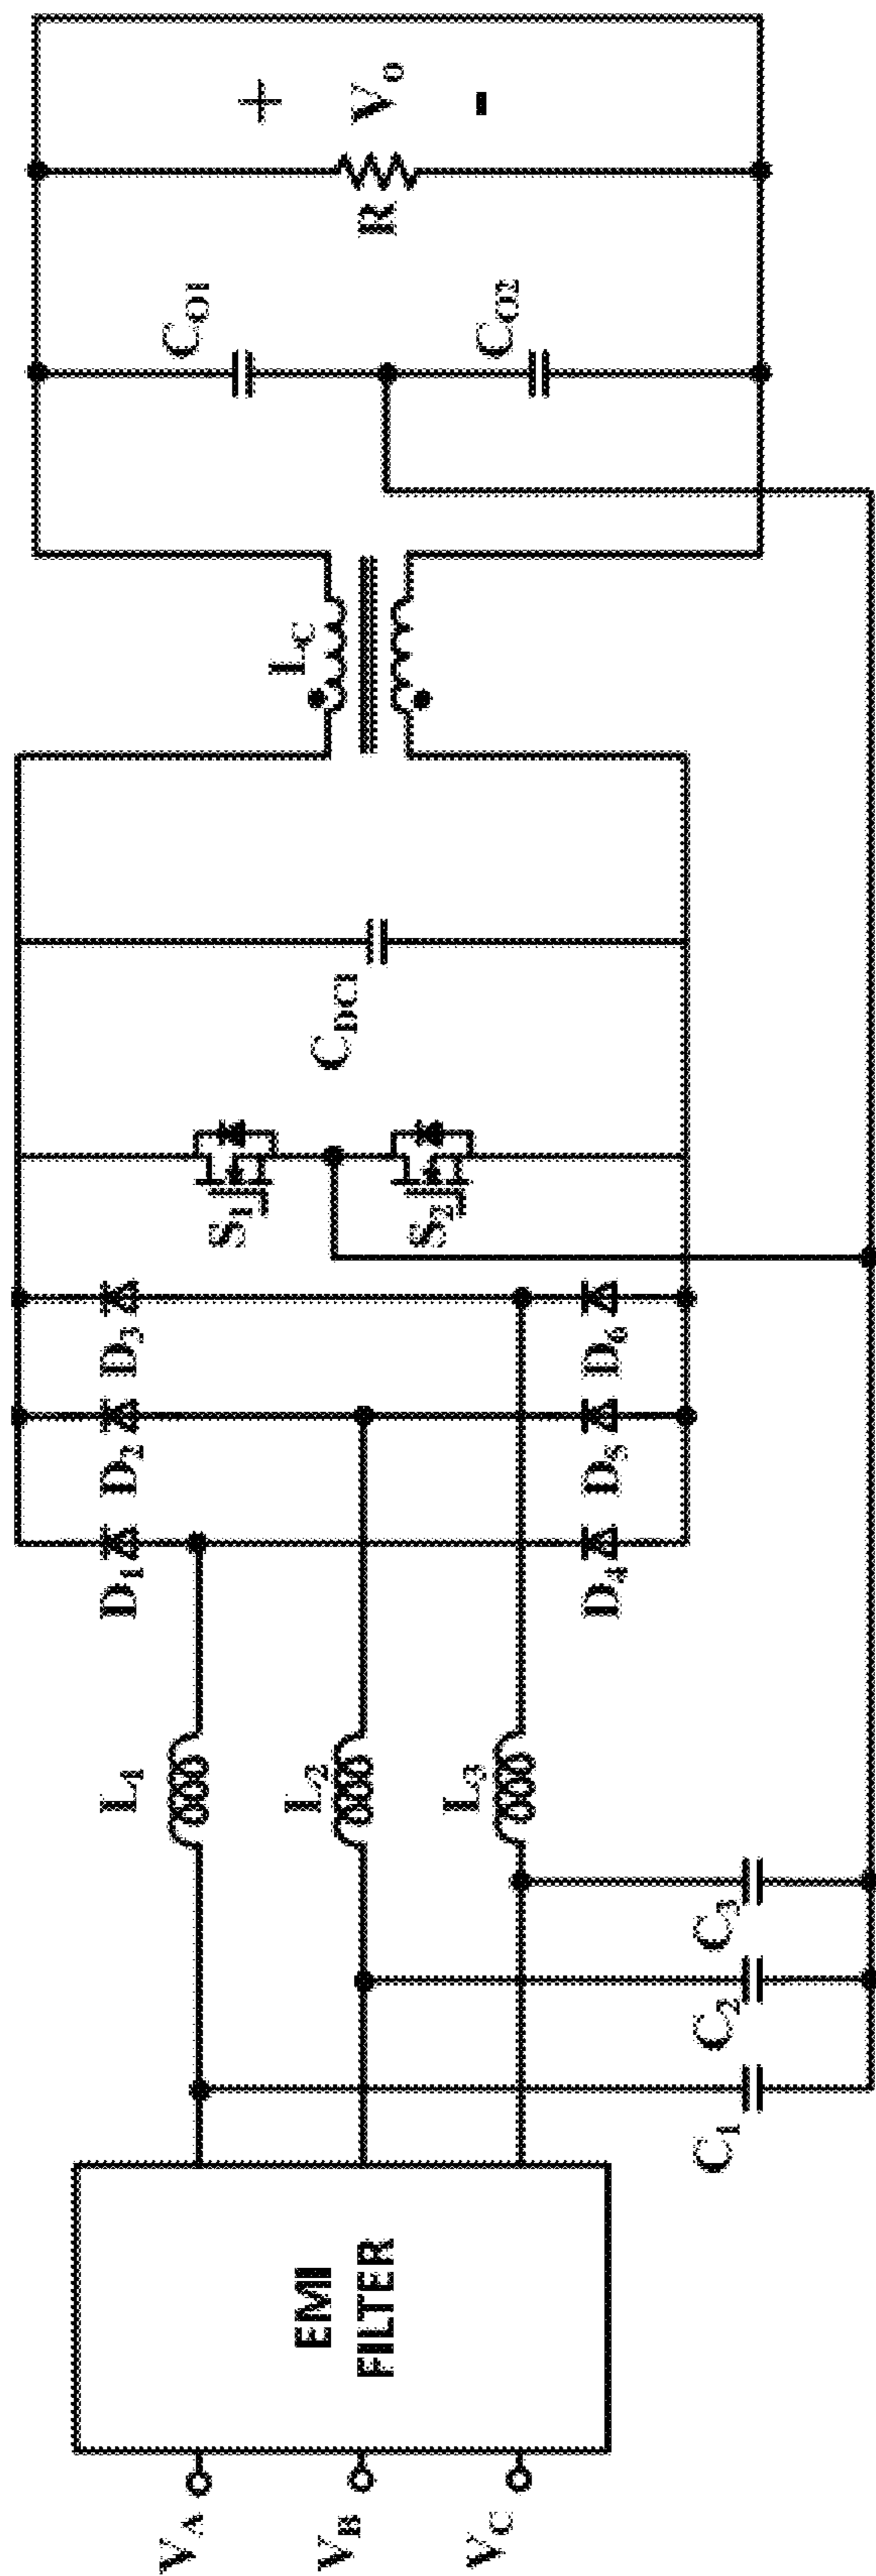 V_A
V_B
V_C
EMI
FILTER
C_1
C_2
C_3
L_1
L_2
L_3
D_1
D_2
D_3
D_4
D_5
D_6
S_1
S_2
C_DC1
L_C
C_O1
C_O2
R
+
V_o
-